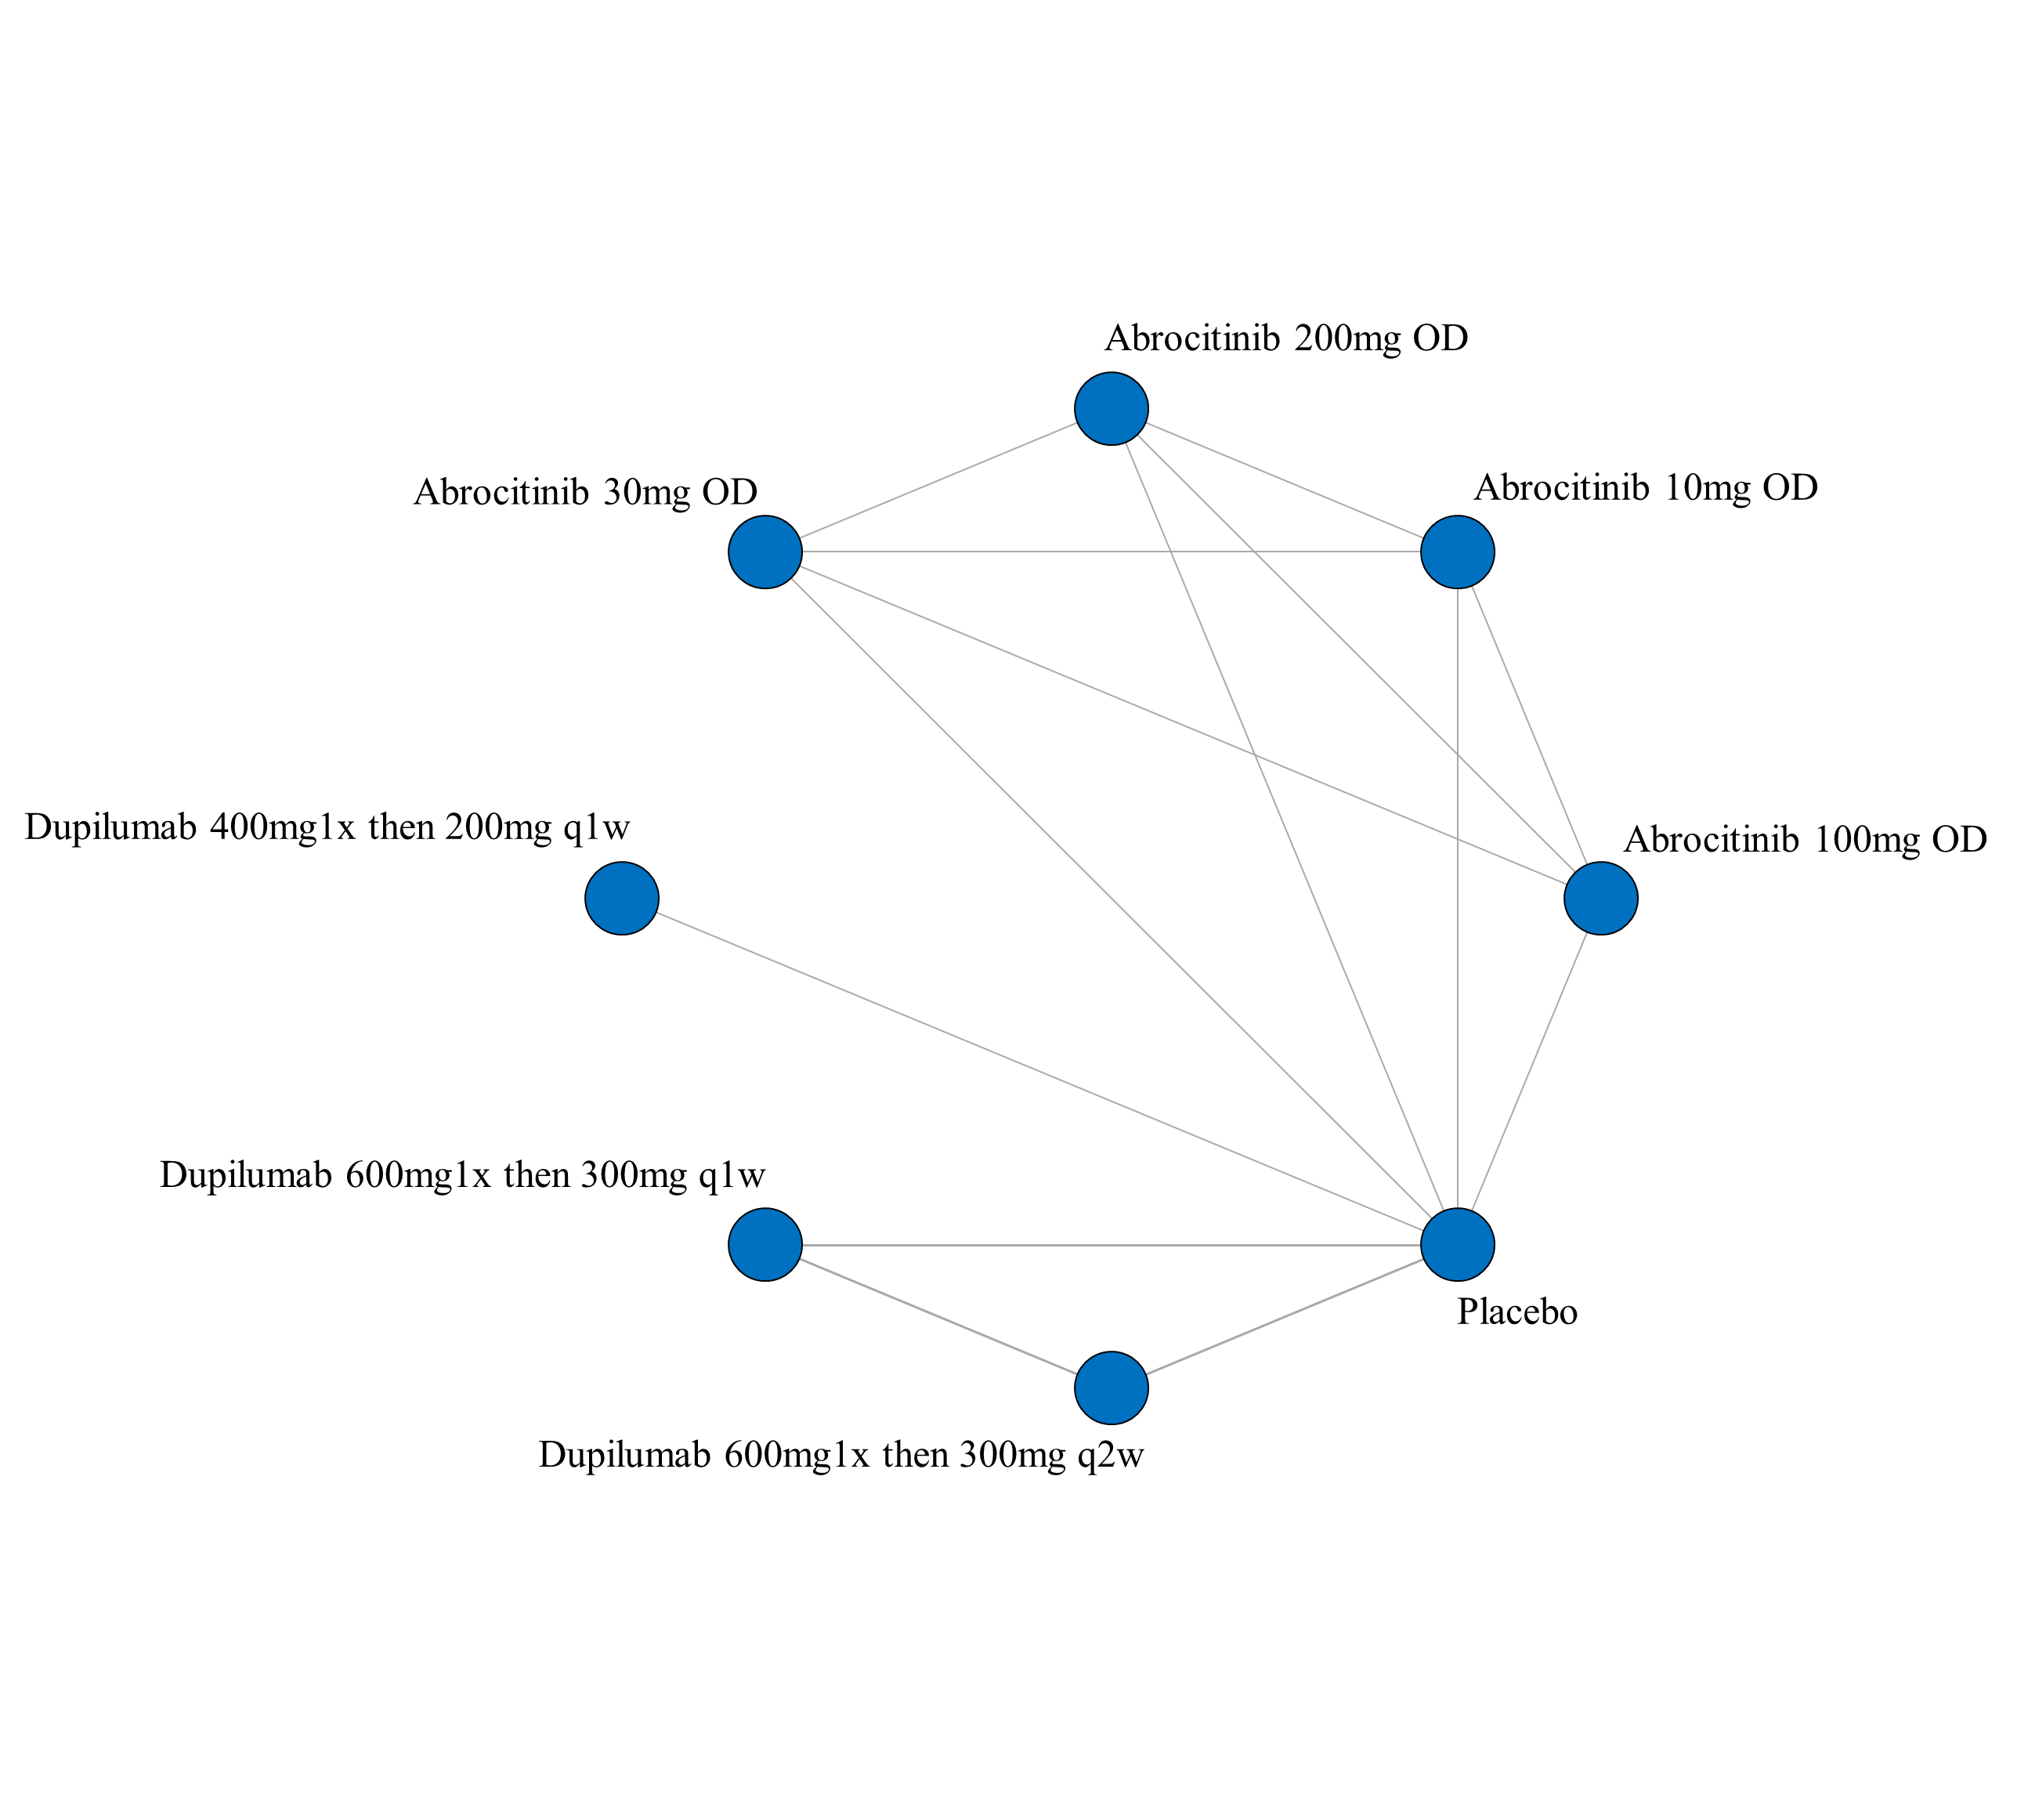 Abrocitinib 200mg OD
Abrocitinib 30mg OD
Abrocitinib 10mg OD
Dupilumab 400mg1x then 200mg q1w
Abrocitinib 100mg OD
Dupilumab 600mg1x then 300mg q1w
Placebo
Dupilumab 600mg1x then 300mg q2w